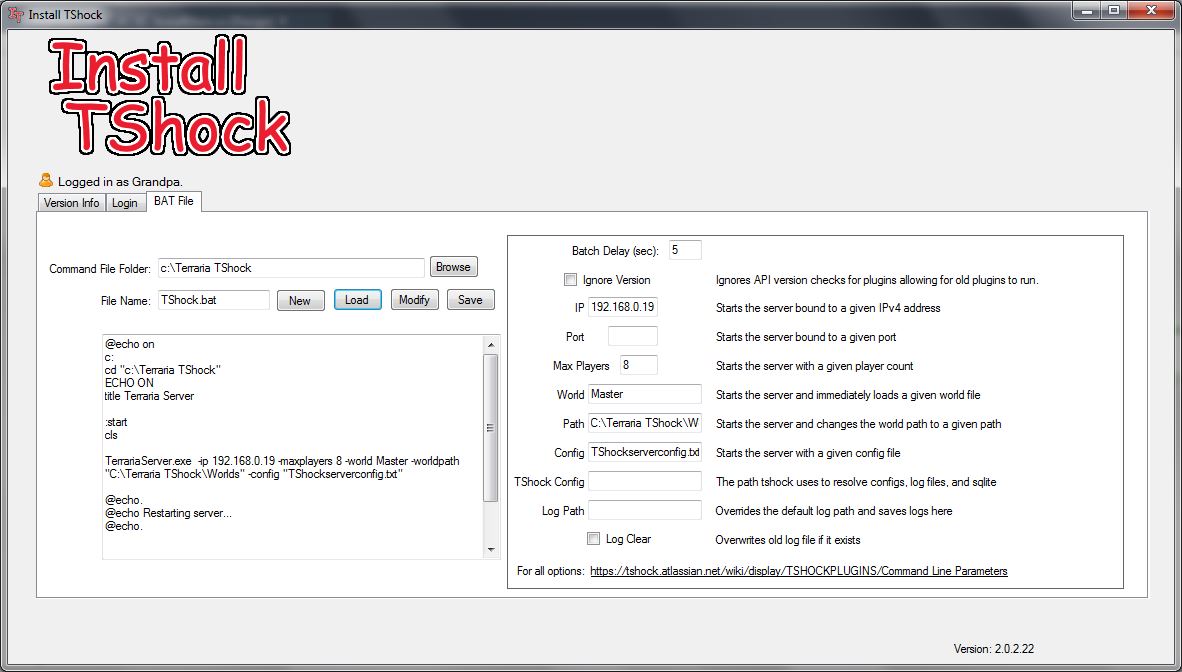 Install TShock
Install
TShock
Logged in as Grandpa.
Version Info Login BAT File
Command File Folder: c:\Terraria TShock Browse
File Name: TShock.bat New Load Modify Save
@echo on
c:
cd "c:\Terraria TShock"
ECHO ON
title Terraria Server
:start
cls
TerrariaServer.exe -ip 192.168.0.19 -maxplayers 8 -world Master -worldpath
"C:\Terraria TShock\Worlds" -config "TShockserverconfig.txt"
@echo.
@echo Restarting server...
@echo.
Batch Delay (sec): 5
Ignore Version Ignores API version checks for plugins allowing for old plugins to run.
IP 192.168.0.19 Starts the server bound to a given IPv4 address
Port Starts the server bound to a given port
Max Players 8 Starts the server with a given player count
World Master Starts the server and immediately loads a given world file
Path C:\Terraria TShock\W Starts the server and changes the world path to a given path
Config TShockserverconfig.txt Starts the server with a given config file
TShock Config The path tshock uses to resolve configs, log files, and sqlite
Log Path Overrides the default log path and saves logs here
Log Clear Overwrites old log file if it exists
For all options: https://tshock.atlassian.net/wiki/display/TSHOCKPLUGINS/Command Line Parameters
Version: 2.0.2.22